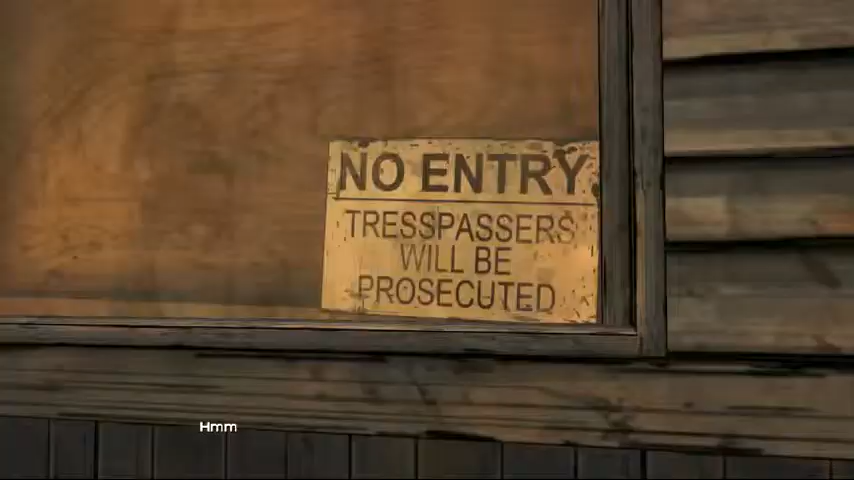 NO ENTRY
TRESSPASSERS
WILL BE
PROSECUTED
Hmm